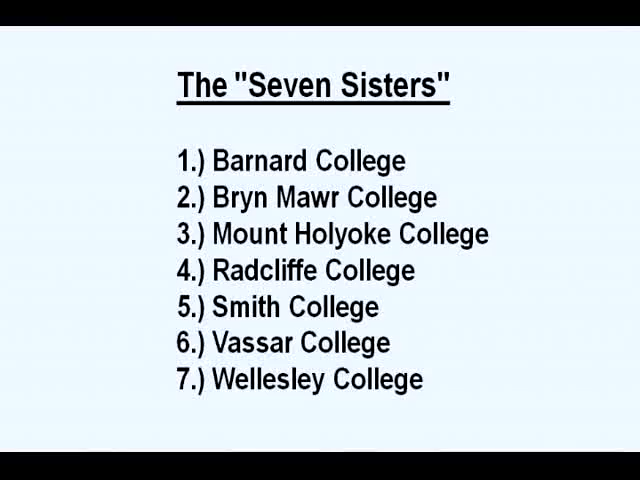 The "Seven Sisters"
1.) Barnard College
2.) Bryn Mawr College
3.) Mount Holyoke College
4.) Radcliffe College
5.) Smith College
6.) Vassar College
7.) Wellesley College